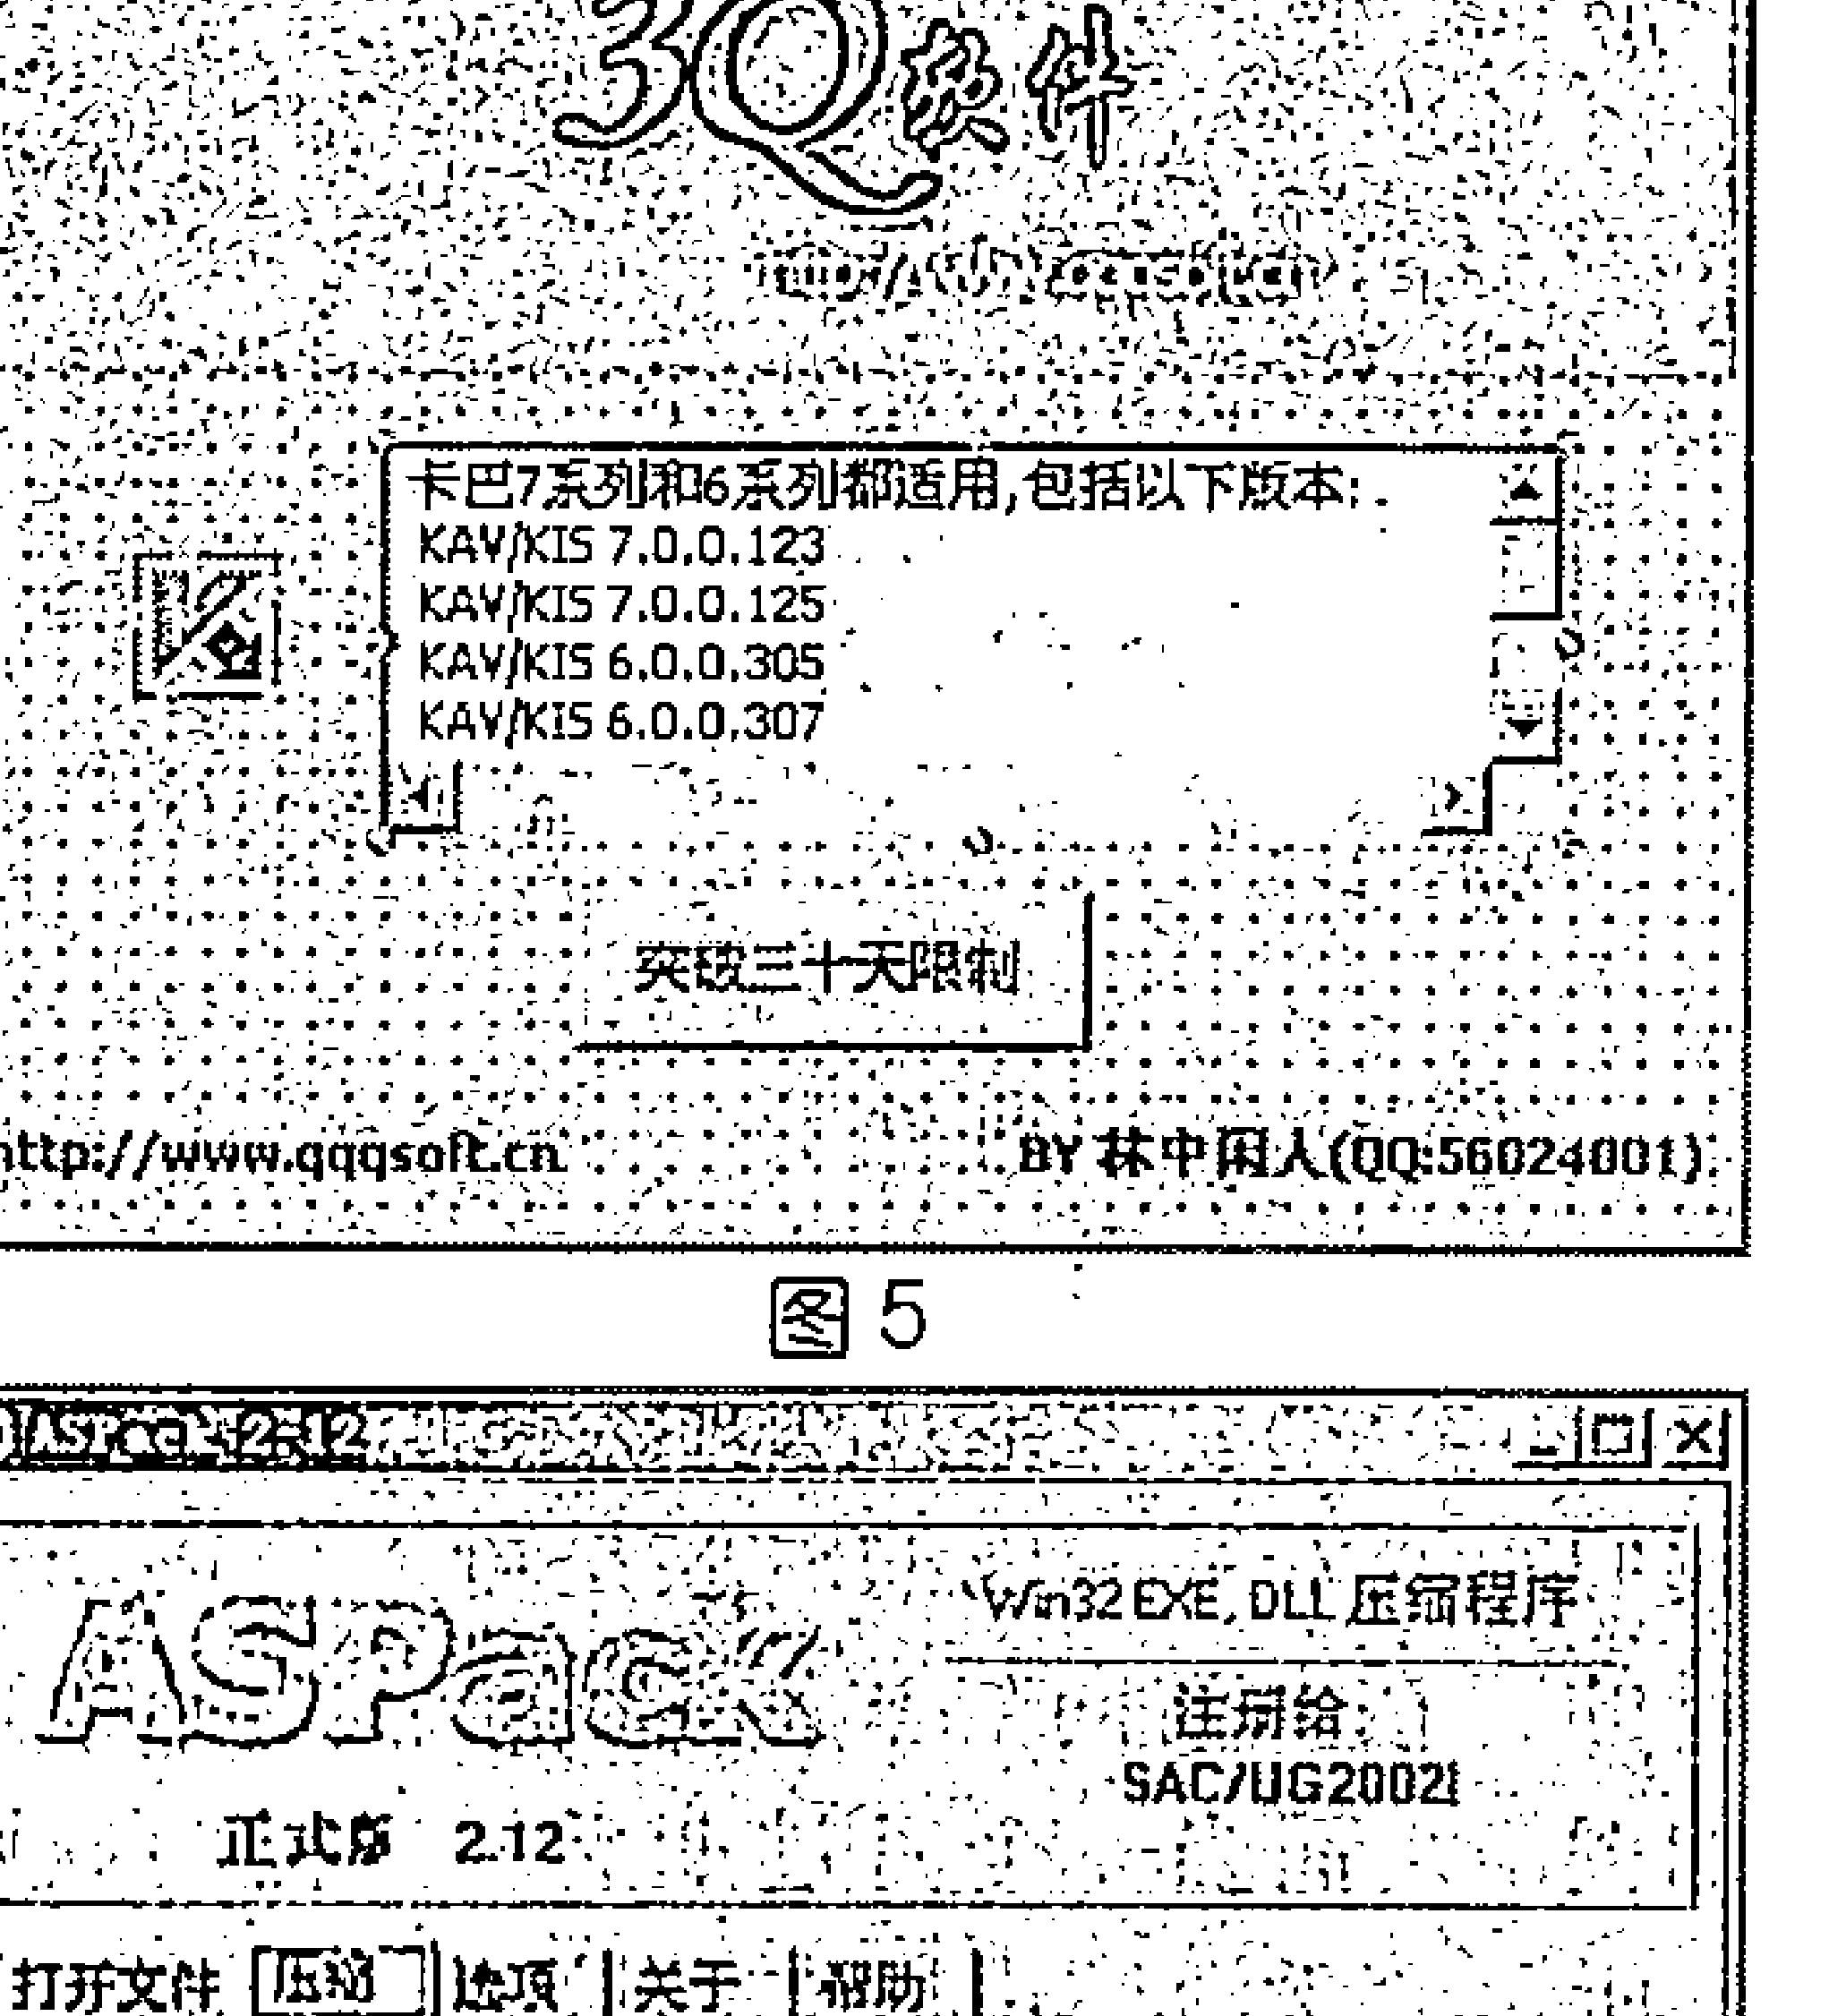 3Q软件
卡巴7系列和6系列都适用,包括以下版本:
KAV/KIS 7.0.0.123
KAV/KIS 7.0.0.125
KAV/KIS 6.0.0.305
KAV/KIS 6.0.0.307
突破三十天限制
http://www.qqqsoft.cn
BY 林中闲人(QQ:56024001)
图 5
ASPack 2.12
ASPack
Win32 EXE, DLL 压缩程序
注册给
SAC/UG2002!
正式版 2.12
打开文件 压缩 选项 关于 帮助